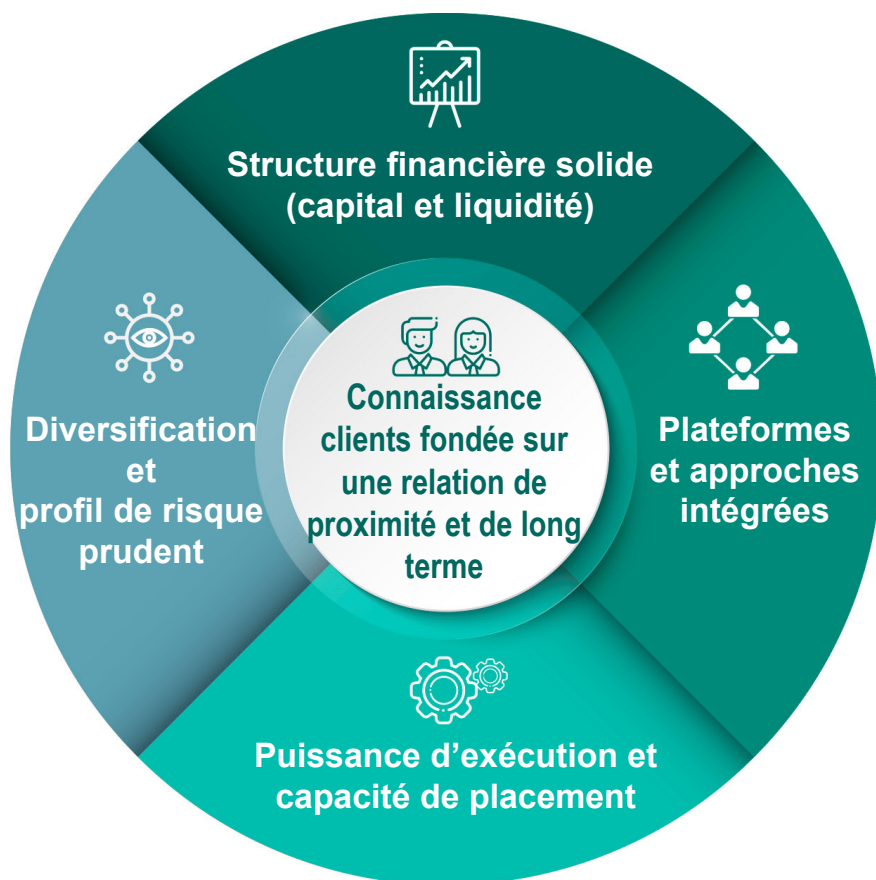 Structure financière solide
(capital et liquidité)
Diversification
et
profil de risque
prudent
Connaissance
clients fondée sur
une relation de
proximité et de long
terme
Plateformes
et approches
intégrées
Puissance d’exécution et
capacité de placement